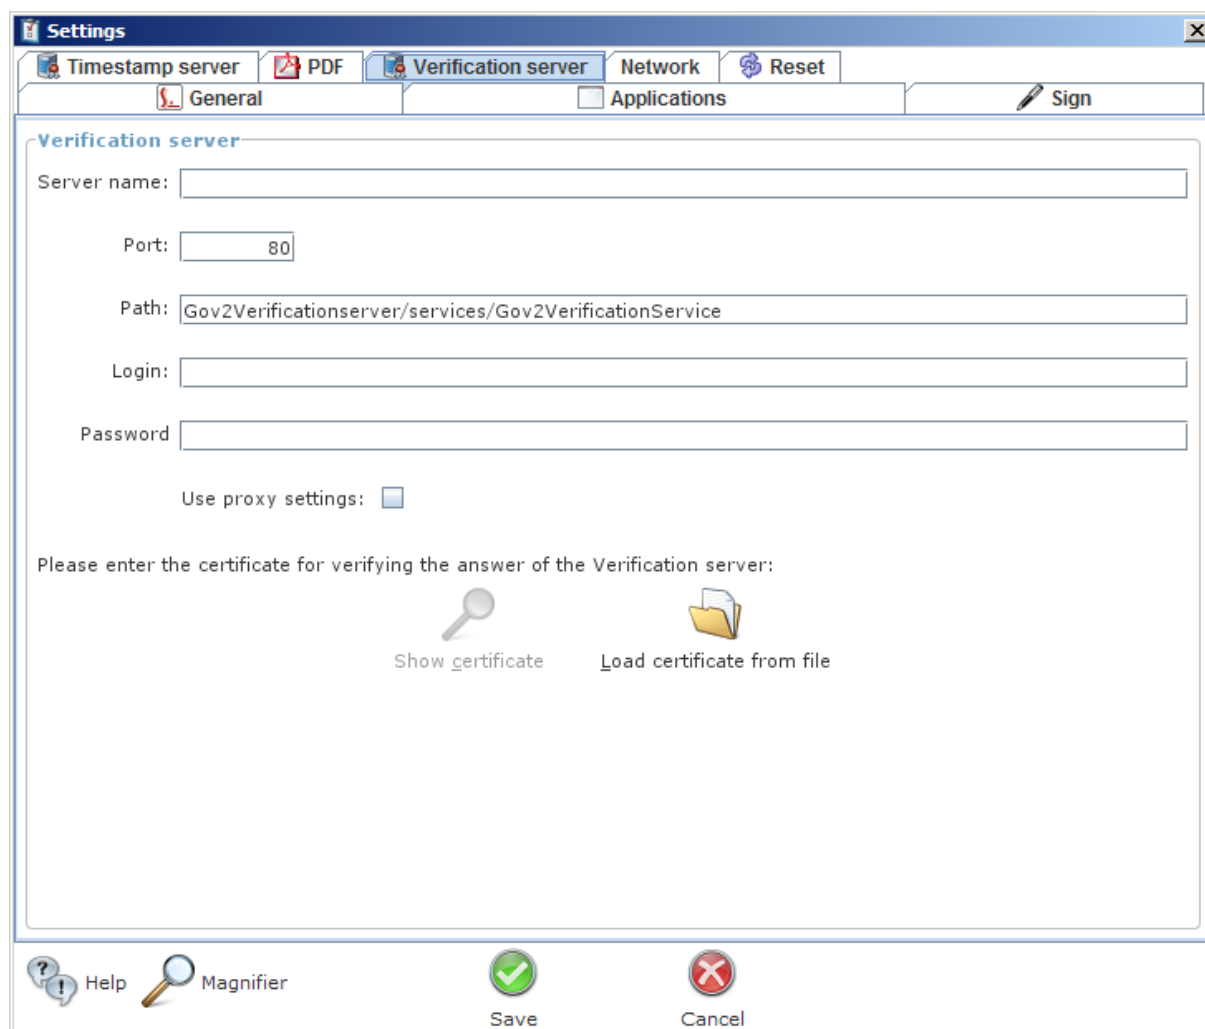 Settings
Timestamp server PDF Verification server Network Reset
General Applications Sign
Verification server
Server name:
Port: 80
Path: Gov2Verificationserver/services/Gov2VerificationService
Login:
Password
Use proxy settings:
Please enter the certificate for verifying the answer of the Verification server:
Show certificate Load certificate from file
Help Magnifier
Save Cancel